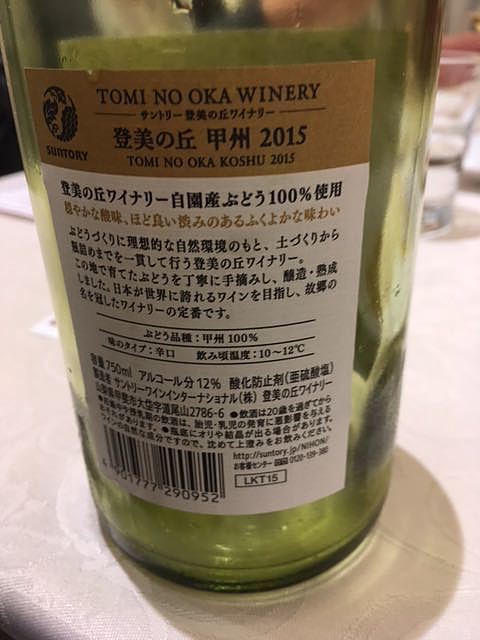 TOMI NO OKA WINERY
サントリー登美の丘ワイナリー
SUNTORY
登美の丘 甲州 2015
TOMI NO OKA KOSHU 2015
登美の丘ワイナリー自園産ぶどう100%使用
穏やかな酸味、ほど良い渋みのあるふくよかな味わい
ぶどうづくりに理想的な自然環境のもと、土づくりから
瓶詰めまでを一貫して行う登美の丘ワイナリー。
この地で育てたぶどうを丁寧に手摘みし、醸造・熟成
しました。日本が世界に誇れるワインを目指し、故郷の
名を冠したワイナリーの定番です。
ぶどう品種:甲州 100%
味のタイプ:辛口 飲み頃温度:10~12℃
容量750ml アルコール分12% 酸化防止剤(亜硫酸塩)
製造者 サントリーワインインターナショナル(株) 登美の丘ワイナリー
山梨県甲斐市大垈字瀧尾山2786-6 ●飲酒は20歳を過ぎてから
●妊娠中や授乳期の飲酒は、胎児・乳児の発育に悪影響を与える
おそれがあります。●瓶底にオリや結晶が出る場合があります。
ワインの自然な成分ですので、沈めて上澄みをお飲みください。
http://suntory.jp/NIHON/
お客様センター 0120-139-380
4 901777 290952
LKT15